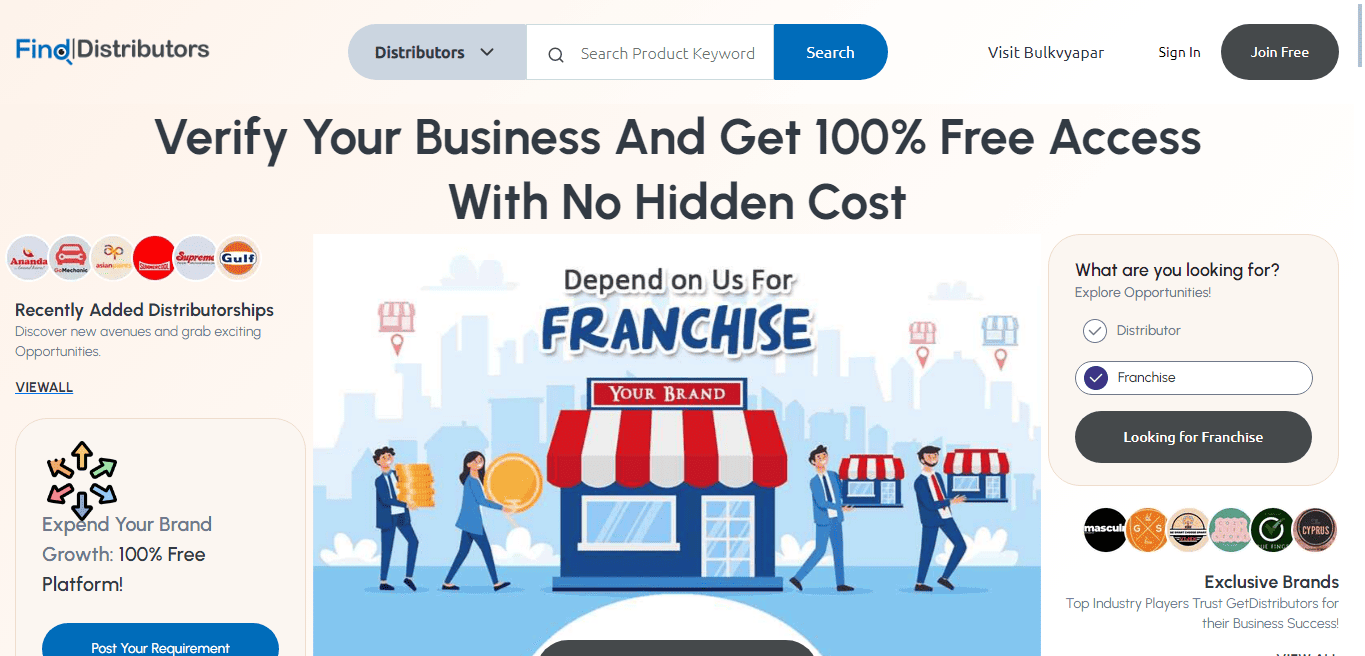 Find Distributors
Distributors
Search Product Keyword
Search
Visit Bulkvyapar
Sign In
Join Free
Verify Your Business And Get 100% Free Access
With No Hidden Cost
Ananda
GoMechanic
asianpaints
SUMMERCOOL
Supreme
Gulf
Recently Added Distributorships
Discover new avenues and grab exciting
Opportunities.
VIEWALL
Expend Your Brand
Growth: 100% Free
Platform!
Post Your Requirement
Depend on Us For
FRANCHISE
YOUR BRAND
What are you looking for?
Explore Opportunities!
Distributor
Franchise
Looking for Franchise
G S
CYPRUS
Exclusive Brands
Top Industry Players Trust GetDistributors for
their Business Success!
VIEW ALL